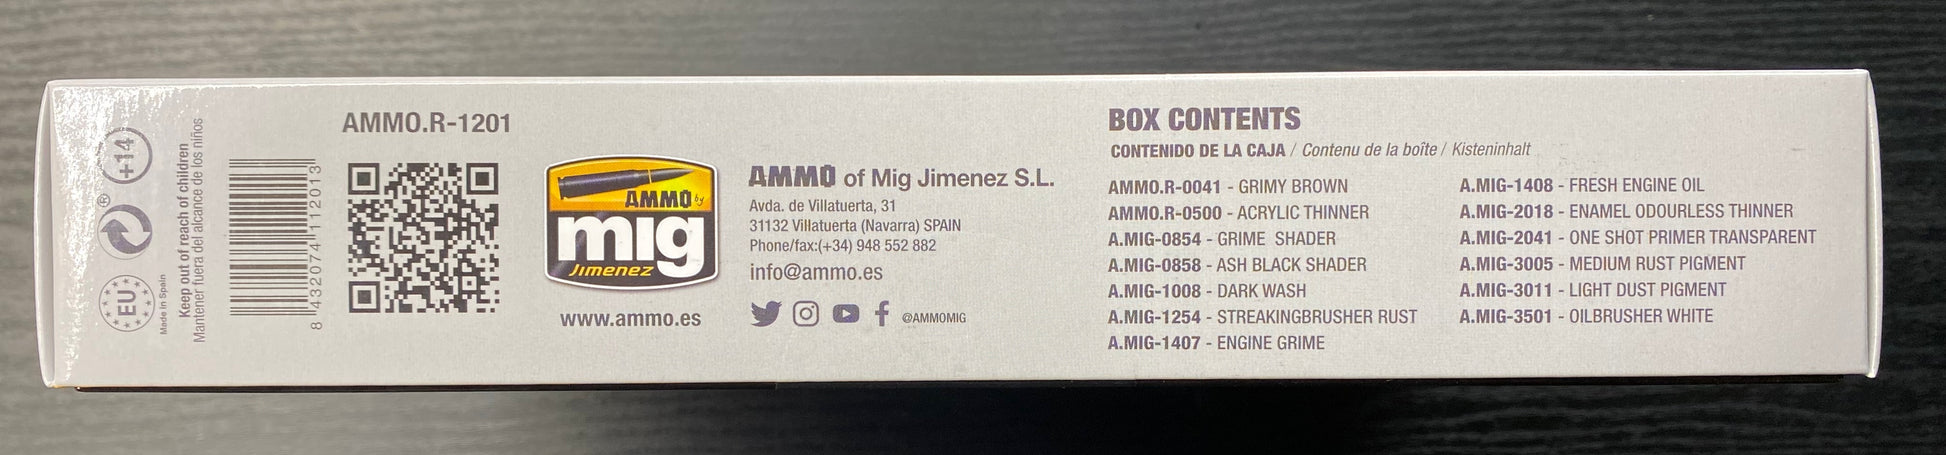 +14
®
EU
Made in Spain
Keep out of reach of children
Mantener fuera del alcance de los niños
8 432074 112013
AMMO.R-1201
AMMO by
mig
Jimenez
www.ammo.es
AMMO of Mig Jimenez S.L.
Avda. de Villatuerta, 31
31132 Villatuerta (Navarra) SPAIN
Phone/fax:(+34) 948 552 882
info@ammo.es
@AMMOMIG
BOX CONTENTS
CONTENIDO DE LA CAJA / Contenu de la boîte / Kisteninhalt
AMMO.R-0041 - GRIMY BROWN
AMMO.R-0500 - ACRYLIC THINNER
A.MIG-0854 - GRIME SHADER
A.MIG-0858 - ASH BLACK SHADER
A.MIG-1008 - DARK WASH
A.MIG-1254 - STREAKINGBRUSHER RUST
A.MIG-1407 - ENGINE GRIME
A.MIG-1408 - FRESH ENGINE OIL
A.MIG-2018 - ENAMEL ODOURLESS THINNER
A.MIG-2041 - ONE SHOT PRIMER TRANSPARENT
A.MIG-3005 - MEDIUM RUST PIGMENT
A.MIG-3011 - LIGHT DUST PIGMENT
A.MIG-3501 - OILBRUSHER WHITE